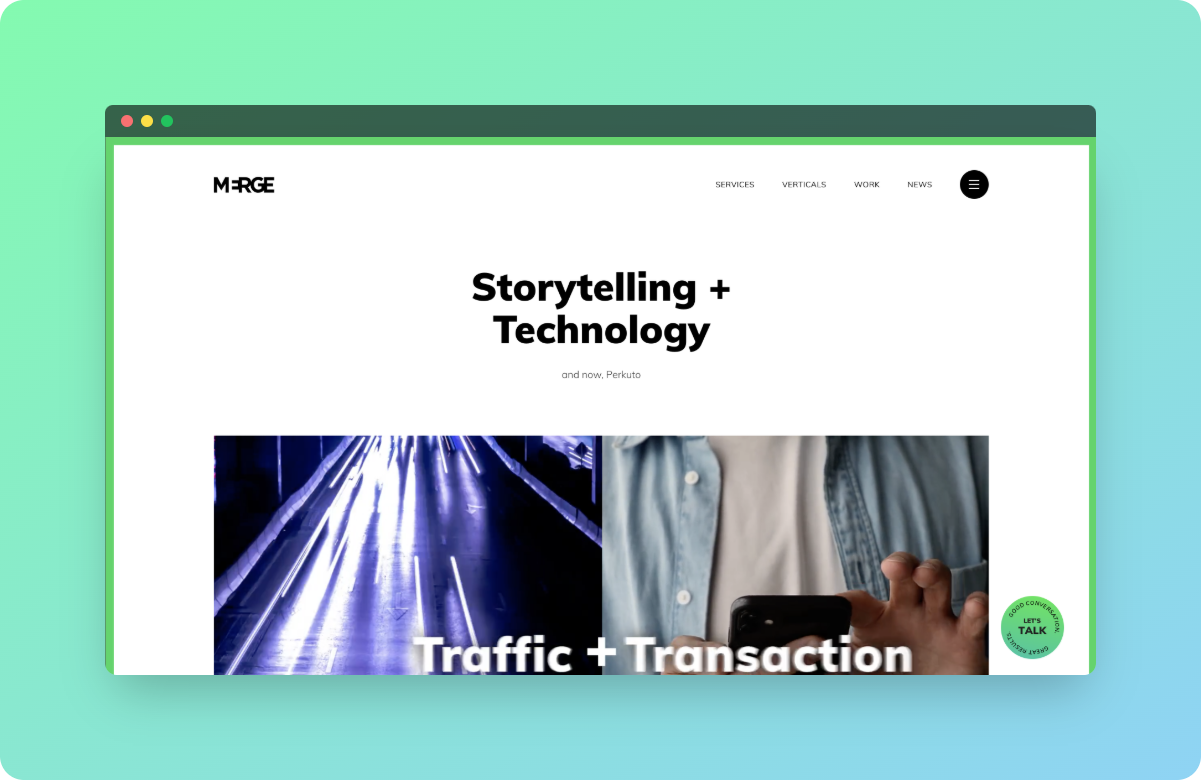 MERGE
SERVICES VERTICALS WORK NEWS
Storytelling +
Technology
and now, Perkuto
Traffic + Transaction
GOOD CONVERSATION.
LET'S
TALK
GREAT RESULTS.